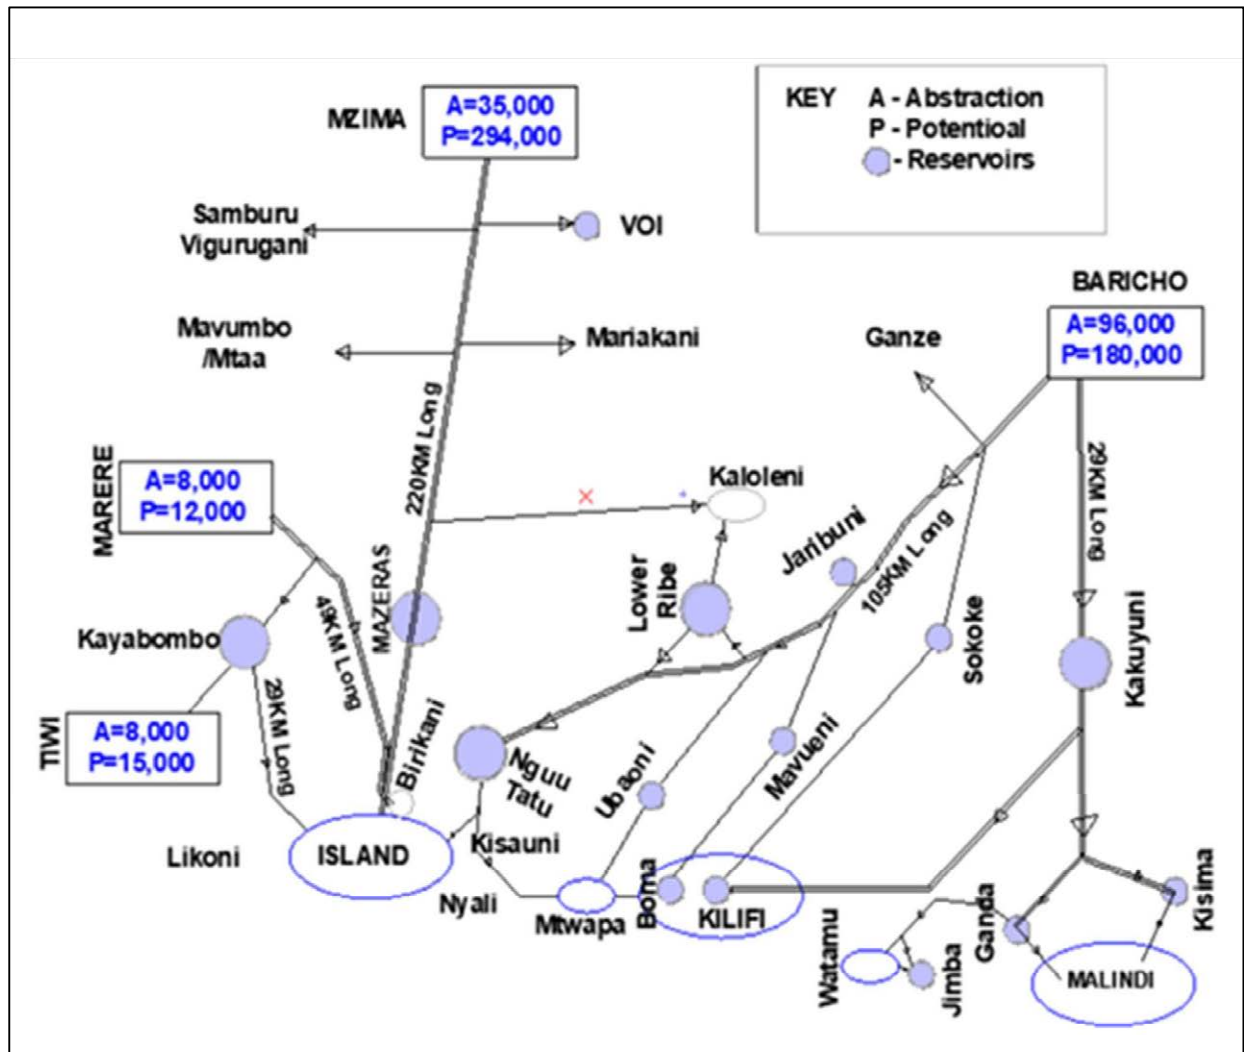 KEY A - Abstraction
P - Potentioal
- Reservoirs
MZIMA
A=35,000
P=294,000
Samburu
Vigurugani
VOI
Mavumbo
/Mtaa
Mariakani
220KM Long
BARICHO
A=96,000
P=180,000
Ganze
29KM Long
MARERE
A=8,000
P=12,000
49KM Long
MAZERAS
Kaloleni
Lower
Ribe
Jaribuni
105KM Long
Sokoke
Kakuyuni
Kayabombo
TIWI
A=8,000
P=15,000
29KM Long
Birikani
Nguu
Tatu
Ubaoni
Mavueni
Likoni
ISLAND
Kisauni
Nyali
Mtwapa
Boma
KILIFI
Watamu
Jimba
Ganda
Kisima
MALINDI